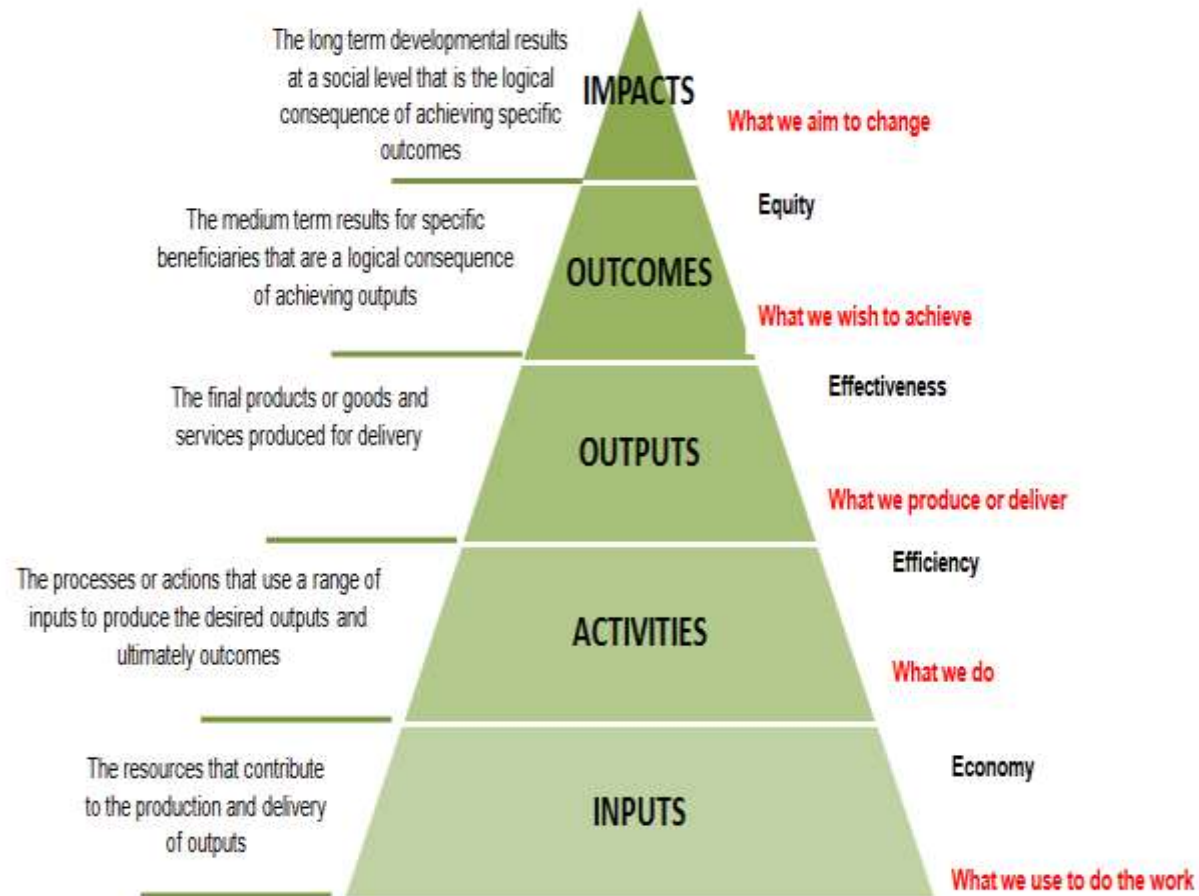 The long term developmental results
at a social level that is the logical
consequence of achieving specific
outcomes
IMPACTS
What we aim to change
Equity
The medium term results for specific
beneficiaries that are a logical consequence
of achieving outputs
OUTCOMES
What we wish to achieve
Effectiveness
The final products or goods and
services produced for delivery
OUTPUTS
What we produce or deliver
Efficiency
The processes or actions that use a range of
inputs to produce the desired outputs and
ultimately outcomes
ACTIVITIES
What we do
Economy
The resources that contribute
to the production and delivery
of outputs
INPUTS
What we use to do the work